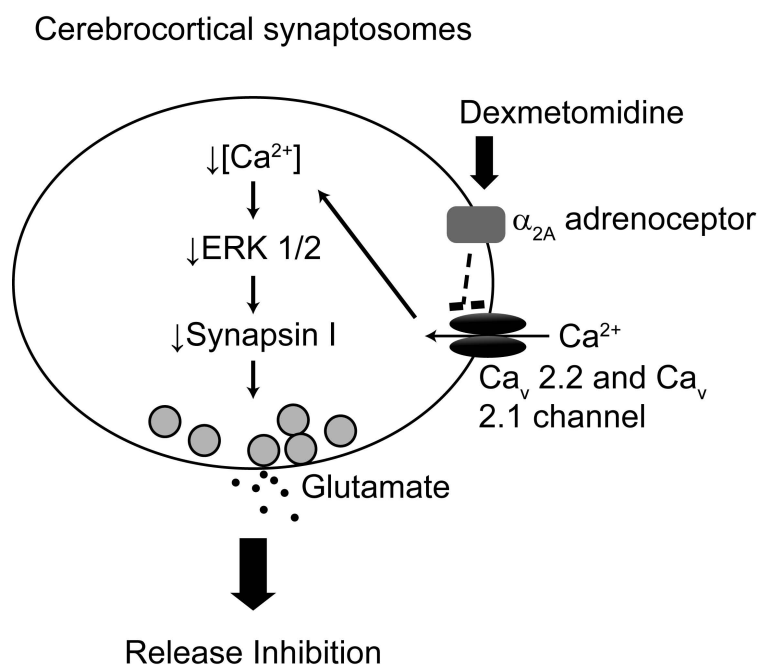 Cerebrocortical synaptosomes
Dexmetomidine
↓[Ca²⁺]
α₂A adrenoceptor
↓ERK 1/2
↓Synapsin I
Ca²⁺
Caᵥ 2.2 and Caᵥ
2.1 channel
Glutamate
Release Inhibition